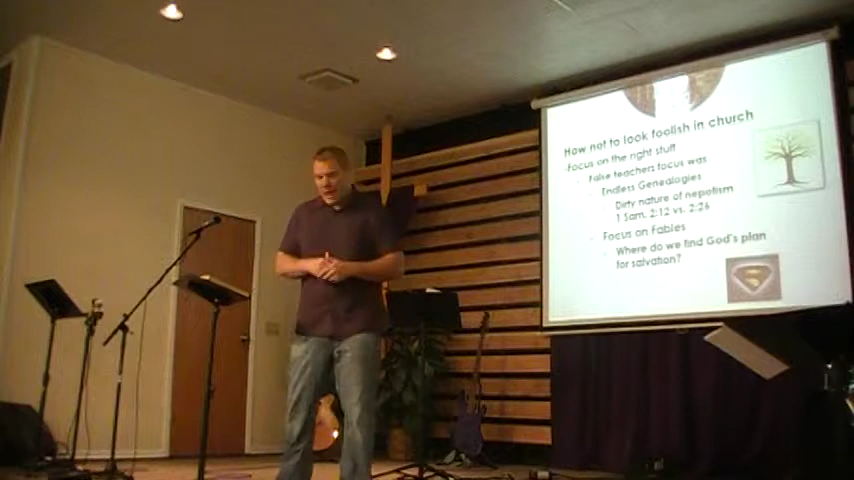 How not to look foolish in church
Focus on the right stuff
False teachers focus was
Endless Genealogies
Dirty nature of nepotism
1 Sam. 2:12 vs. 2:26
Focus on Fables
Where do we find God's plan
for salvation?